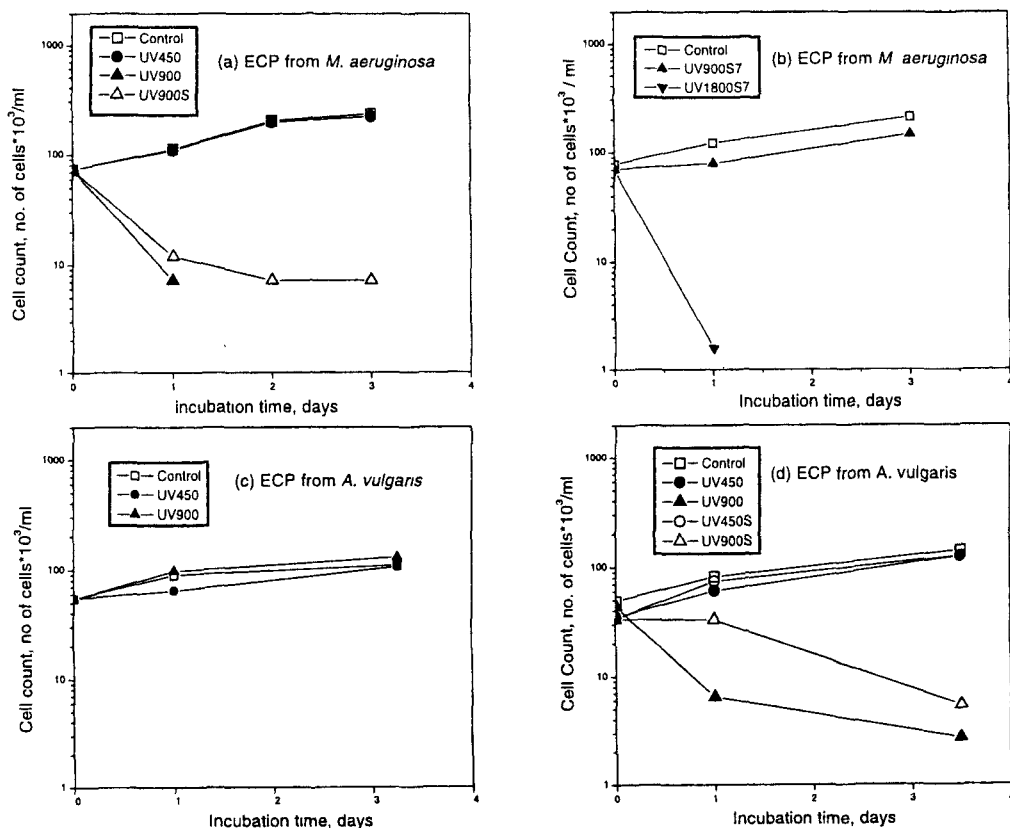 Control
UV450
UV900
UV900S
(a) ECP from M. aeruginosa
1000
100
10
1
0
1
2
3
4
Cell count, no. of cells*10³/ml
incubation time, days
Control
UV900S7
UV1800S7
(b) ECP from M aeruginosa
1000
100
10
1
0
1
2
3
4
Cell Count, no. of cells*10³/ ml
Incubation time, days
Control
UV450
UV900
(c) ECP from A. vulgaris
1000
100
10
1
0
1
2
3
4
Cell count, no of cells*10³/ml
Incubation time, days
Control
UV450
UV900
UV450S
UV900S
(d) ECP from A. vulgaris
1000
100
10
1
0
1
2
3
4
Cell Count, no. of cells*10³/ml
Incubation time, days